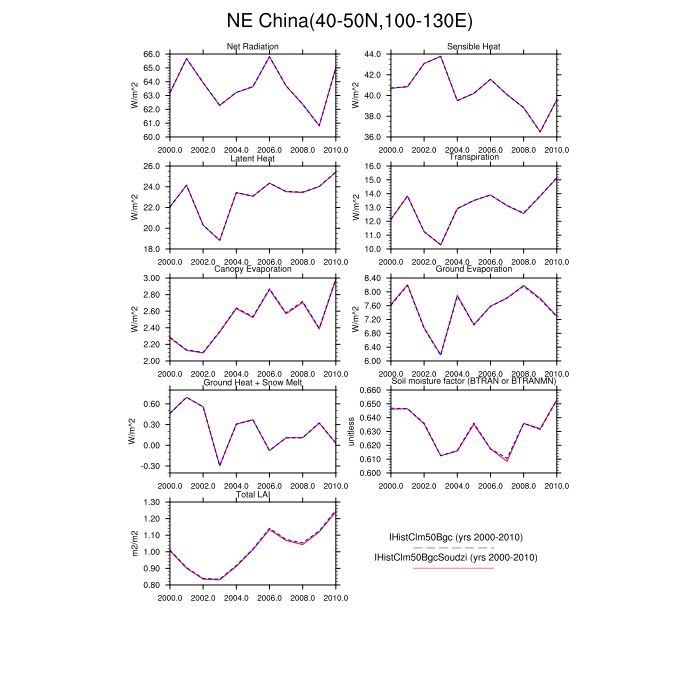 NE China(40-50N,100-130E)
Net Radiation
W/m^2
66.0
65.0
64.0
63.0
62.0
61.0
60.0
2000.0 2002.0 2004.0 2006.0 2008.0 2010.0
Sensible Heat
W/m^2
44.0
42.0
40.0
38.0
36.0
2000.0 2002.0 2004.0 2006.0 2008.0 2010.0
Latent Heat
W/m^2
26.0
24.0
22.0
20.0
18.0
2000.0 2002.0 2004.0 2006.0 2008.0 2010.0
Transpiration
W/m^2
16.0
15.0
14.0
13.0
12.0
11.0
10.0
2000.0 2002.0 2004.0 2006.0 2008.0 2010.0
Canopy Evaporation
W/m^2
3.00
2.80
2.60
2.40
2.20
2.00
2000.0 2002.0 2004.0 2006.0 2008.0 2010.0
Ground Evaporation
W/m^2
8.40
8.00
7.60
7.20
6.80
6.40
6.00
2000.0 2002.0 2004.0 2006.0 2008.0 2010.0
Ground Heat + Snow Melt
W/m^2
0.60
0.30
0.00
-0.30
2000.0 2002.0 2004.0 2006.0 2008.0 2010.0
Soil moisture factor (BTRAN or BTRANMN)
unitless
0.660
0.650
0.640
0.630
0.620
0.610
0.600
2000.0 2002.0 2004.0 2006.0 2008.0 2010.0
Total LAI
m2/m2
1.30
1.20
1.10
1.00
0.90
0.80
2000.0 2002.0 2004.0 2006.0 2008.0 2010.0
IHistClm50Bgc (yrs 2000-2010)
IHistClm50BgcSoudzi (yrs 2000-2010)